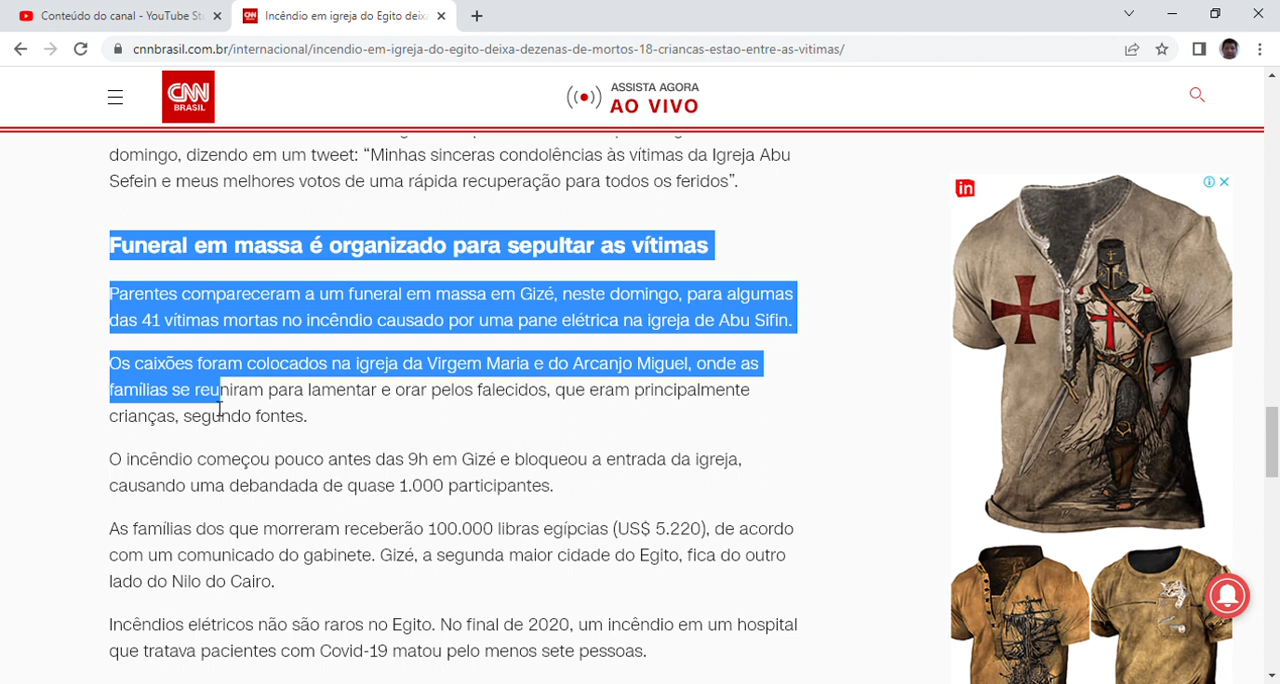 Conteúdo do canal - YouTube St
Incêndio em igreja do Egito deix
cnnbrasil.com.br/internacional/incendio-em-igreja-do-egito-deixa-dezenas-de-mortos-18-criancas-estao-entre-as-vitimas/
CNN
BRASIL
ASSISTA AGORA
AO VIVO
domingo, dizendo em um tweet: “Minhas sinceras condolências às vítimas da Igreja Abu
Sefein e meus melhores votos de uma rápida recuperação para todos os feridos”.
Funeral em massa é organizado para sepultar as vítimas
Parentes compareceram a um funeral em massa em Gizé, neste domingo, para algumas
das 41 vítimas mortas no incêndio causado por uma pane elétrica na igreja de Abu Sifin.
Os caixões foram colocados na igreja da Virgem Maria e do Arcanjo Miguel, onde as
famílias se reuniram para lamentar e orar pelos falecidos, que eram principalmente
crianças, segundo fontes.
O incêndio começou pouco antes das 9h em Gizé e bloqueou a entrada da igreja,
causando uma debandada de quase 1.000 participantes.
As famílias dos que morreram receberão 100.000 libras egípcias (US$ 5.220), de acordo
com um comunicado do gabinete. Gizé, a segunda maior cidade do Egito, fica do outro
lado do Nilo do Cairo.
Incêndios elétricos não são raros no Egito. No final de 2020, um incêndio em um hospital
que tratava pacientes com Covid-19 matou pelo menos sete pessoas.
in